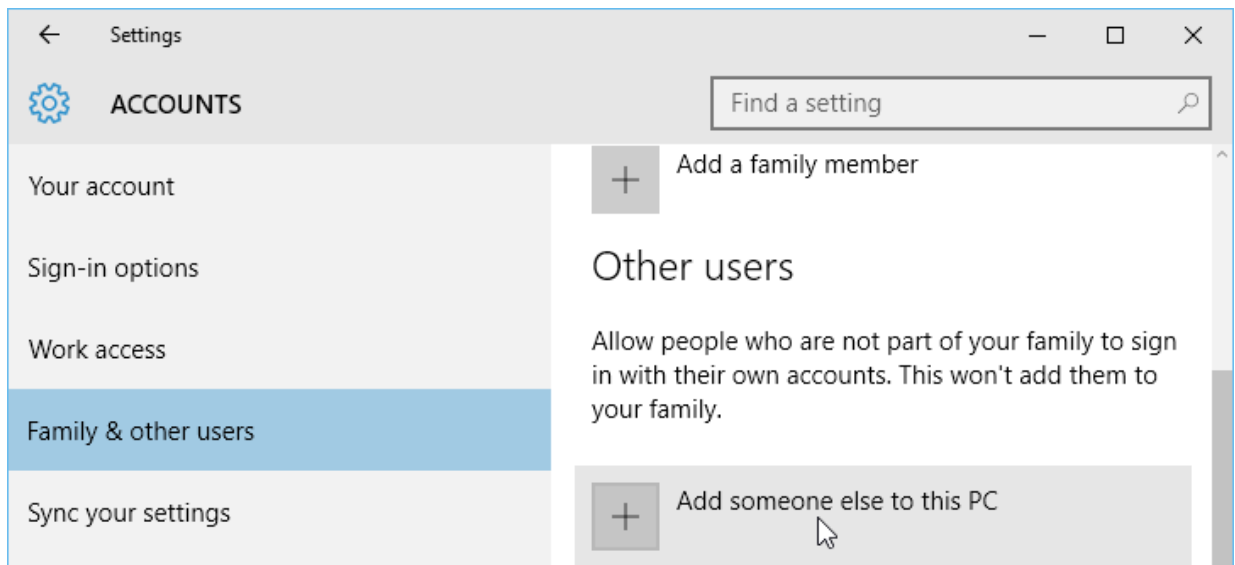 Settings
ACCOUNTS
Find a setting
Your account
Sign-in options
Work access
Family & other users
Sync your settings
Add a family member
Other users
Allow people who are not part of your family to sign
in with their own accounts. This won't add them to
your family.
Add someone else to this PC